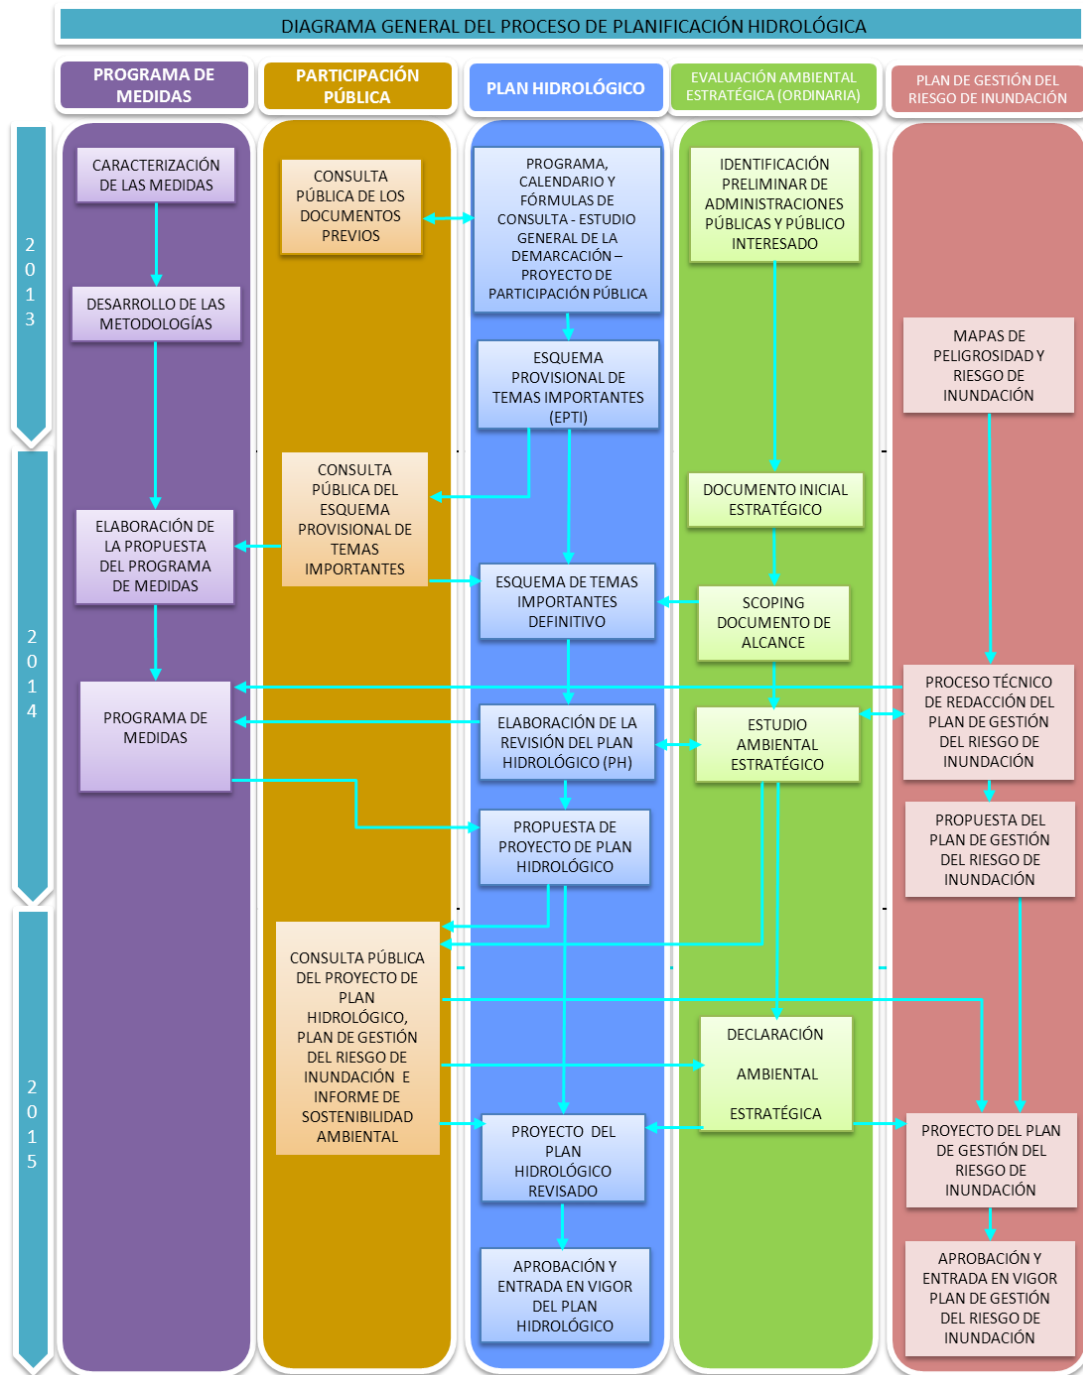 DIAGRAMA GENERAL DEL PROCESO DE PLANIFICACIÓN HIDROLÓGICA
PROGRAMA DE
MEDIDAS
PARTICIPACIÓN
PÚBLICA
PLAN HIDROLÓGICO
EVALUACIÓN AMBIENTAL
ESTRATÉGICA (ORDINARIA)
PLAN DE GESTIÓN DEL
RIESGO DE INUNDACIÓN
2
0
1
3
CARACTERIZACIÓN
DE LAS MEDIDAS
CONSULTA
PÚBLICA DE LOS
DOCUMENTOS
PREVIOS
PROGRAMA,
CALENDARIO Y
FÓRMULAS DE
CONSULTA - ESTUDIO
GENERAL DE LA
DEMARCACIÓN –
PROYECTO DE
PARTICIPACIÓN PÚBLICA
IDENTIFICACIÓN
PRELIMINAR DE
ADMINISTRACIONES
PÚBLICAS Y PÚBLICO
INTERESADO
DESARROLLO DE LAS
METODOLOGÍAS
ESQUEMA
PROVISIONAL DE
TEMAS IMPORTANTES
(EPTI)
MAPAS DE
PELIGROSIDAD Y
RIESGO DE
INUNDACIÓN
2
0
1
4
CONSULTA
PÚBLICA DEL
ESQUEMA
PROVISIONAL DE
TEMAS
IMPORTANTES
DOCUMENTO INICIAL
ESTRATÉGICO
ELABORACIÓN DE
LA PROPUESTA
DEL PROGRAMA
DE MEDIDAS
ESQUEMA DE TEMAS
IMPORTANTES
DEFINITIVO
SCOPING
DOCUMENTO DE
ALCANCE
PROGRAMA DE
MEDIDAS
ELABORACIÓN DE LA
REVISIÓN DEL PLAN
HIDROLÓGICO (PH)
ESTUDIO
AMBIENTAL
ESTRATÉGICO
PROCESO TÉCNICO
DE REDACCIÓN DEL
PLAN DE GESTIÓN
DEL RIESGO DE
INUNDACIÓN
PROPUESTA DE
PROYECTO DE PLAN
HIDROLÓGICO
PROPUESTA DEL
PLAN DE GESTIÓN
DEL RIESGO DE
INUNDACIÓN
2
0
1
5
CONSULTA PÚBLICA
DEL PROYECTO DE
PLAN
HIDROLÓGICO,
PLAN DE GESTIÓN
DEL RIESGO DE
INUNDACIÓN E
INFORME DE
SOSTENIBILIDAD
AMBIENTAL
DECLARACIÓN
AMBIENTAL
ESTRATÉGICA
PROYECTO DEL
PLAN
HIDROLÓGICO
REVISADO
PROYECTO DEL PLAN
DE GESTIÓN DEL
RIESGO DE
INUNDACIÓN
APROBACIÓN Y
ENTRADA EN VIGOR
DEL PLAN
HIDROLÓGICO
APROBACIÓN Y
ENTRADA EN VIGOR
PLAN DE GESTIÓN
DEL RIESGO DE
INUNDACIÓN